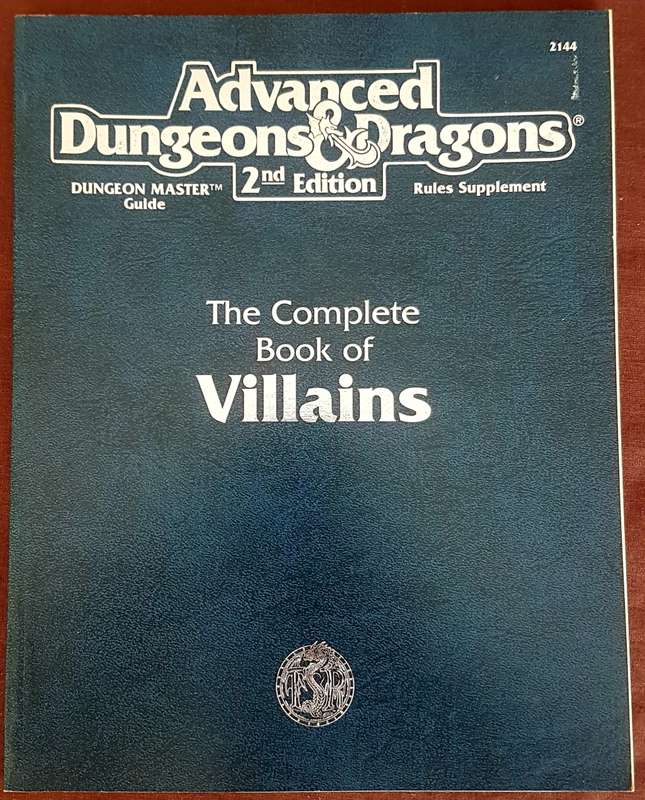 2144
Advanced
Dungeons & Dragons®
2nd Edition
DUNGEON MASTER™
Guide
Rules Supplement
The Complete
Book of
Villains
TSR